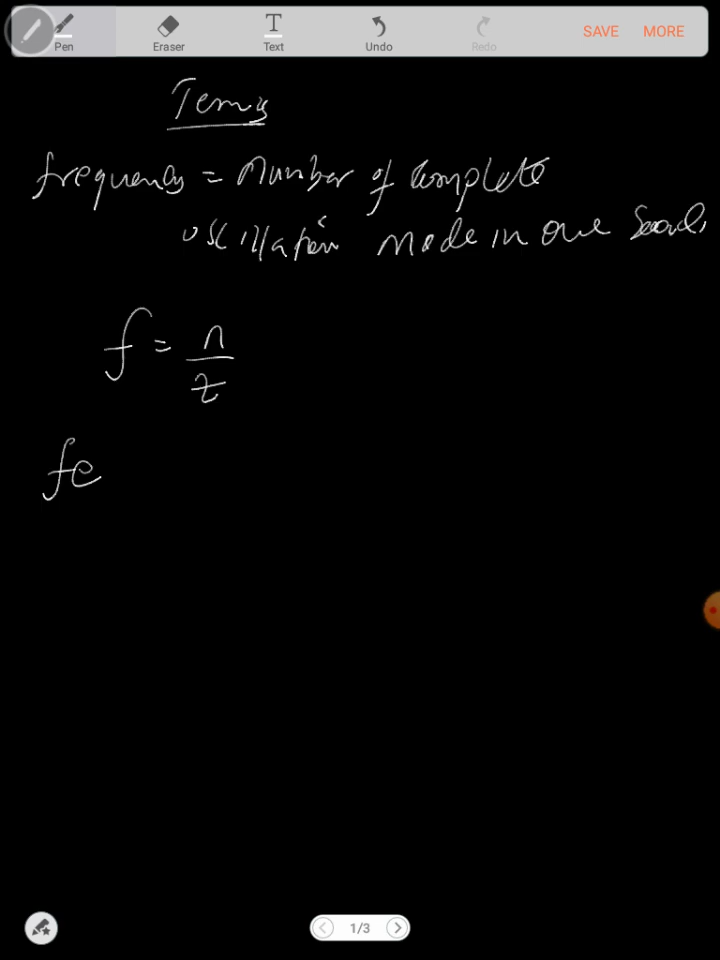 Pen Eraser Text Undo Redo SAVE MORE
Terms
frequency = Number of complete
oscillation made in one second,
f = n
t
fe
1/3